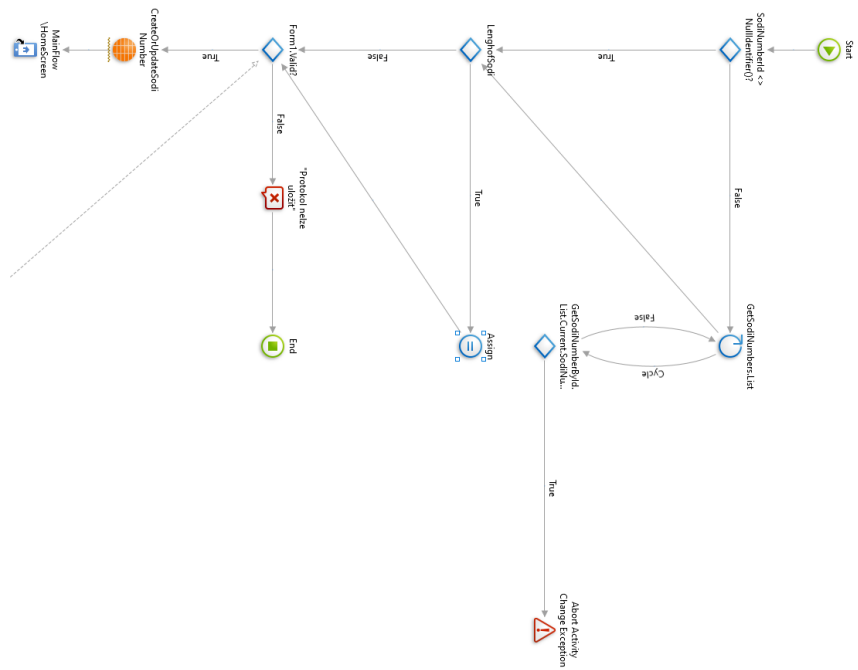 Start
SodiNumberId <>
NullIdentifier()?
True
False
LenghofSodi
False
True
Form1.Valid?
True
False
CreateOrUpdateSodi
Number
MainFlow
\HomeScreen
"Protokol nelze
uložit"
End
Assign
GetSodiNumbers.List
False
Cycle
GetSodiNumberById.
List.Current.SodiNu...
True
Abort Activity
Change Exception